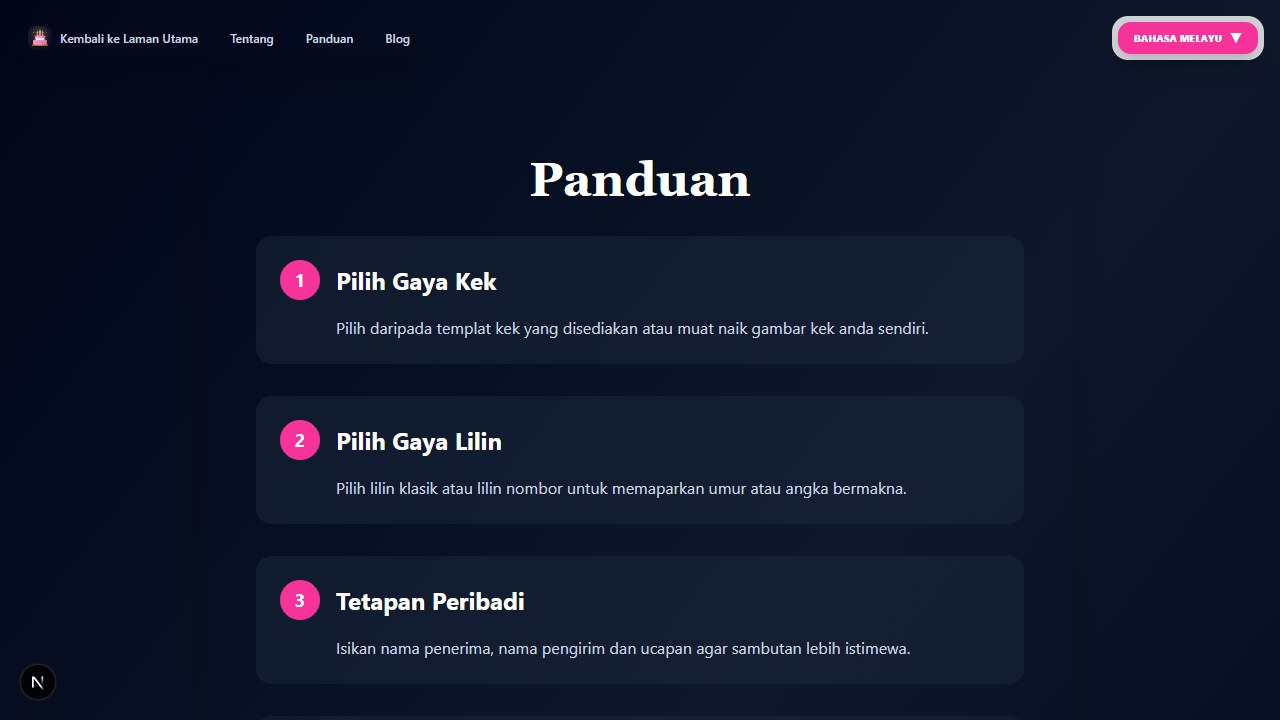 Kembali ke Laman Utama
Tentang
Panduan
Blog
BAHASA MELAYU ▼
Panduan
1
Pilih Gaya Kek
Pilih daripada templat kek yang disediakan atau muat naik gambar kek anda sendiri.
2
Pilih Gaya Lilin
Pilih lilin klasik atau lilin nombor untuk memaparkan umur atau angka bermakna.
3
Tetapan Peribadi
Isikan nama penerima, nama pengirim dan ucapan agar sambutan lebih istimewa.
N